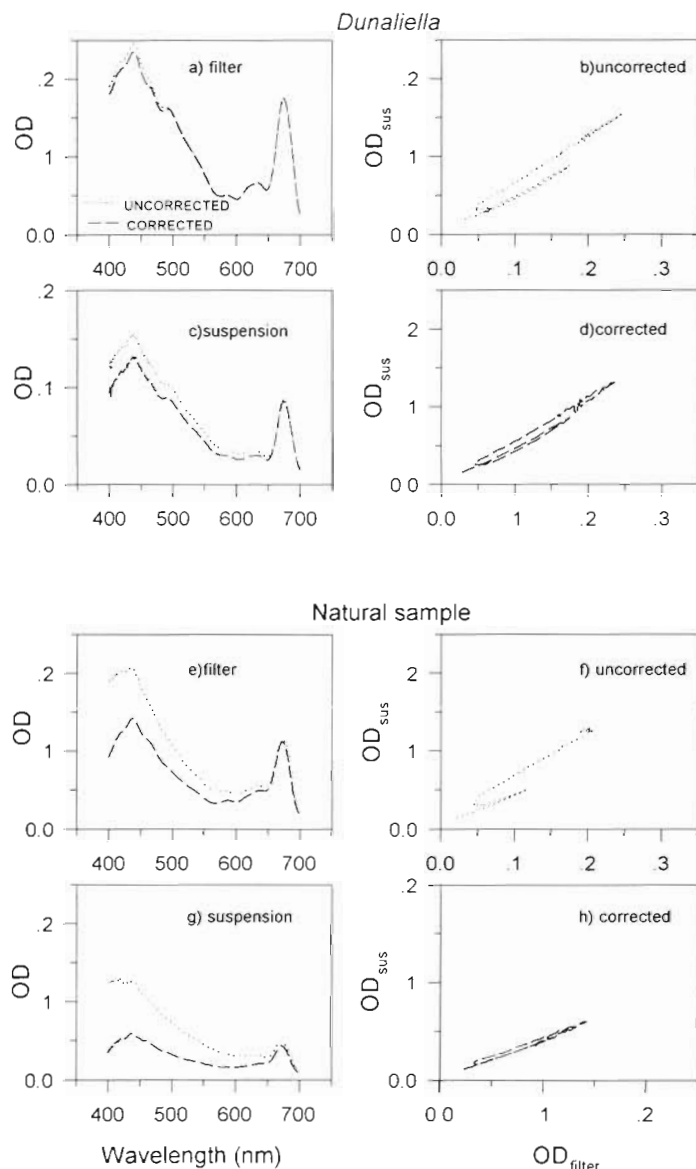 Dunaliella
a) filter
b)uncorrected
OD
.2
.1
0.0
UNCORRECTED
CORRECTED
400 500 600 700
OD sus
2
1
0 0
0.0 .1 .2 .3
c)suspension
d)corrected
OD
.2
0.1
0.0
400 500 600 700
OD sus
2
1
0.0
0.0 1 .2 .3
Natural sample
e)filter
f) uncorrected
OD
.2
.1
0.0
400 500 600 700
OD sus
2
1
0.0
0.0 .1 .2
g) suspension
h) corrected
OD
.2
1
0.0
400 500 600 700
OD sus
.2
.1
0.0
0 0 1 .2
Wavelength (nm)
OD filter